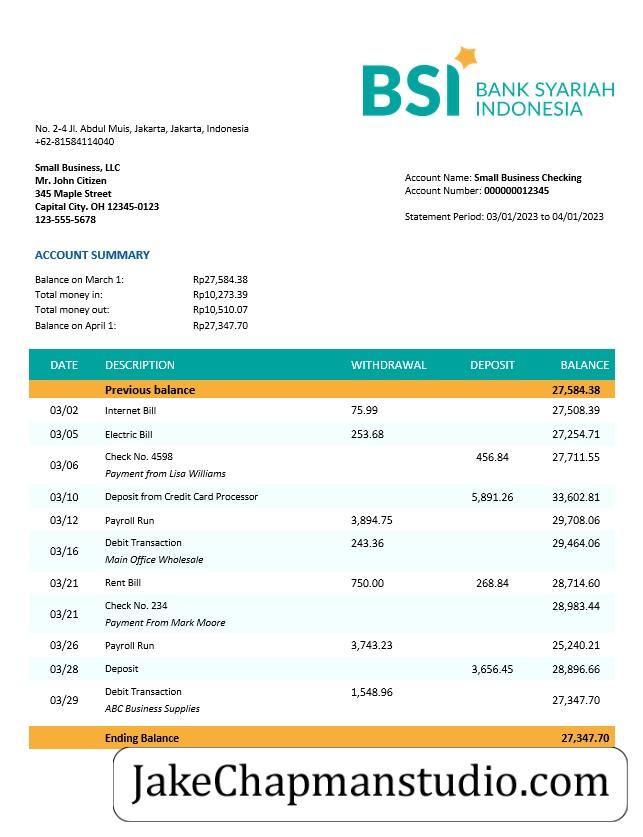 BSI BANK SYARIAH
INDONESIA
No. 2-4 Jl. Abdul Muis, Jakarta, Jakarta, Indonesia
+62-81584114040
Small Business, LLC
Mr. John Citizen
345 Maple Street
Capital City. OH 12345-0123
123-555-5678
Account Name: Small Business Checking
Account Number: 000000012345
Statement Period: 03/01/2023 to 04/01/2023
ACCOUNT SUMMARY
Balance on March 1: Rp27,584.38
Total money in: Rp10,273.39
Total money out: Rp10,510.07
Balance on April 1: Rp27,347.70
DATE DESCRIPTION WITHDRAWAL DEPOSIT BALANCE
Previous balance 27,584.38
03/02 Internet Bill 75.99 27,508.39
03/05 Electric Bill 253.68 27,254.71
03/06 Check No. 4598 456.84 27,711.55
Payment from Lisa Williams
03/10 Deposit from Credit Card Processor 5,891.26 33,602.81
03/12 Payroll Run 3,894.75 29,708.06
03/16 Debit Transaction 243.36 29,464.06
Main Office Wholesale
03/21 Rent Bill 750.00 268.84 28,714.60
03/21 Check No. 234 28,983.44
Payment From Mark Moore
03/26 Payroll Run 3,743.23 25,240.21
03/28 Deposit 3,656.45 28,896.66
03/29 Debit Transaction 1,548.96 27,347.70
ABC Business Supplies
Ending Balance 27,347.70
JakeChapmanstudio.com